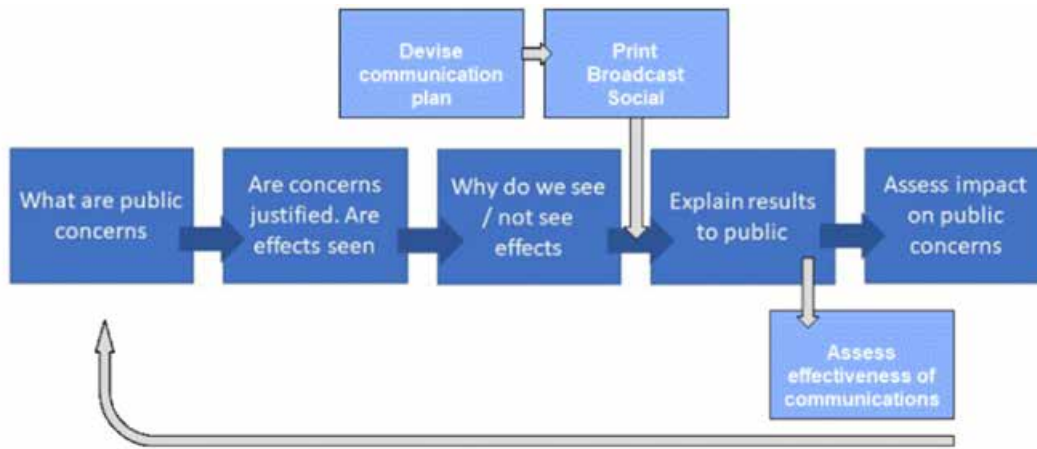 Devise
communication
plan
Print
Broadcast
Social
What are public
concerns
Are concerns
justified. Are
effects seen
Why do we see
/ not see
effects
Explain results
to public
Assess impact
on public
concerns
Assess
effectiveness of
communications